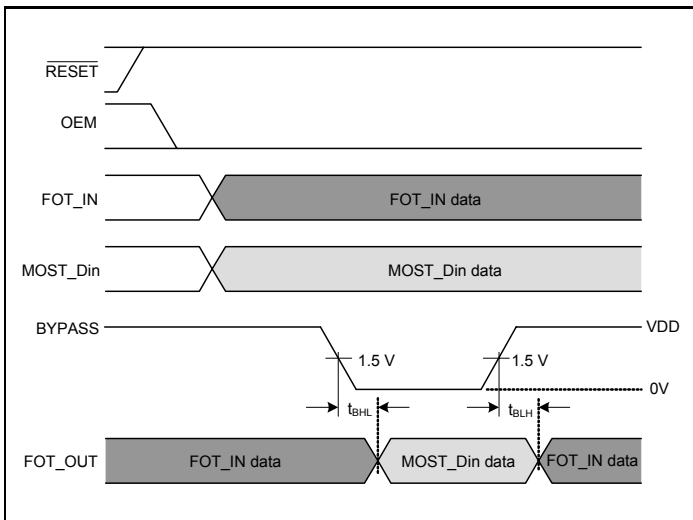 RESET
OEM
FOT_IN
FOT_IN data
MOST_Din
MOST_Din data
BYPASS
VDD
1.5 V
1.5 V
0V
tBHL
tBLH
FOT_OUT
FOT_IN data
MOST_Din data
FOT_IN data